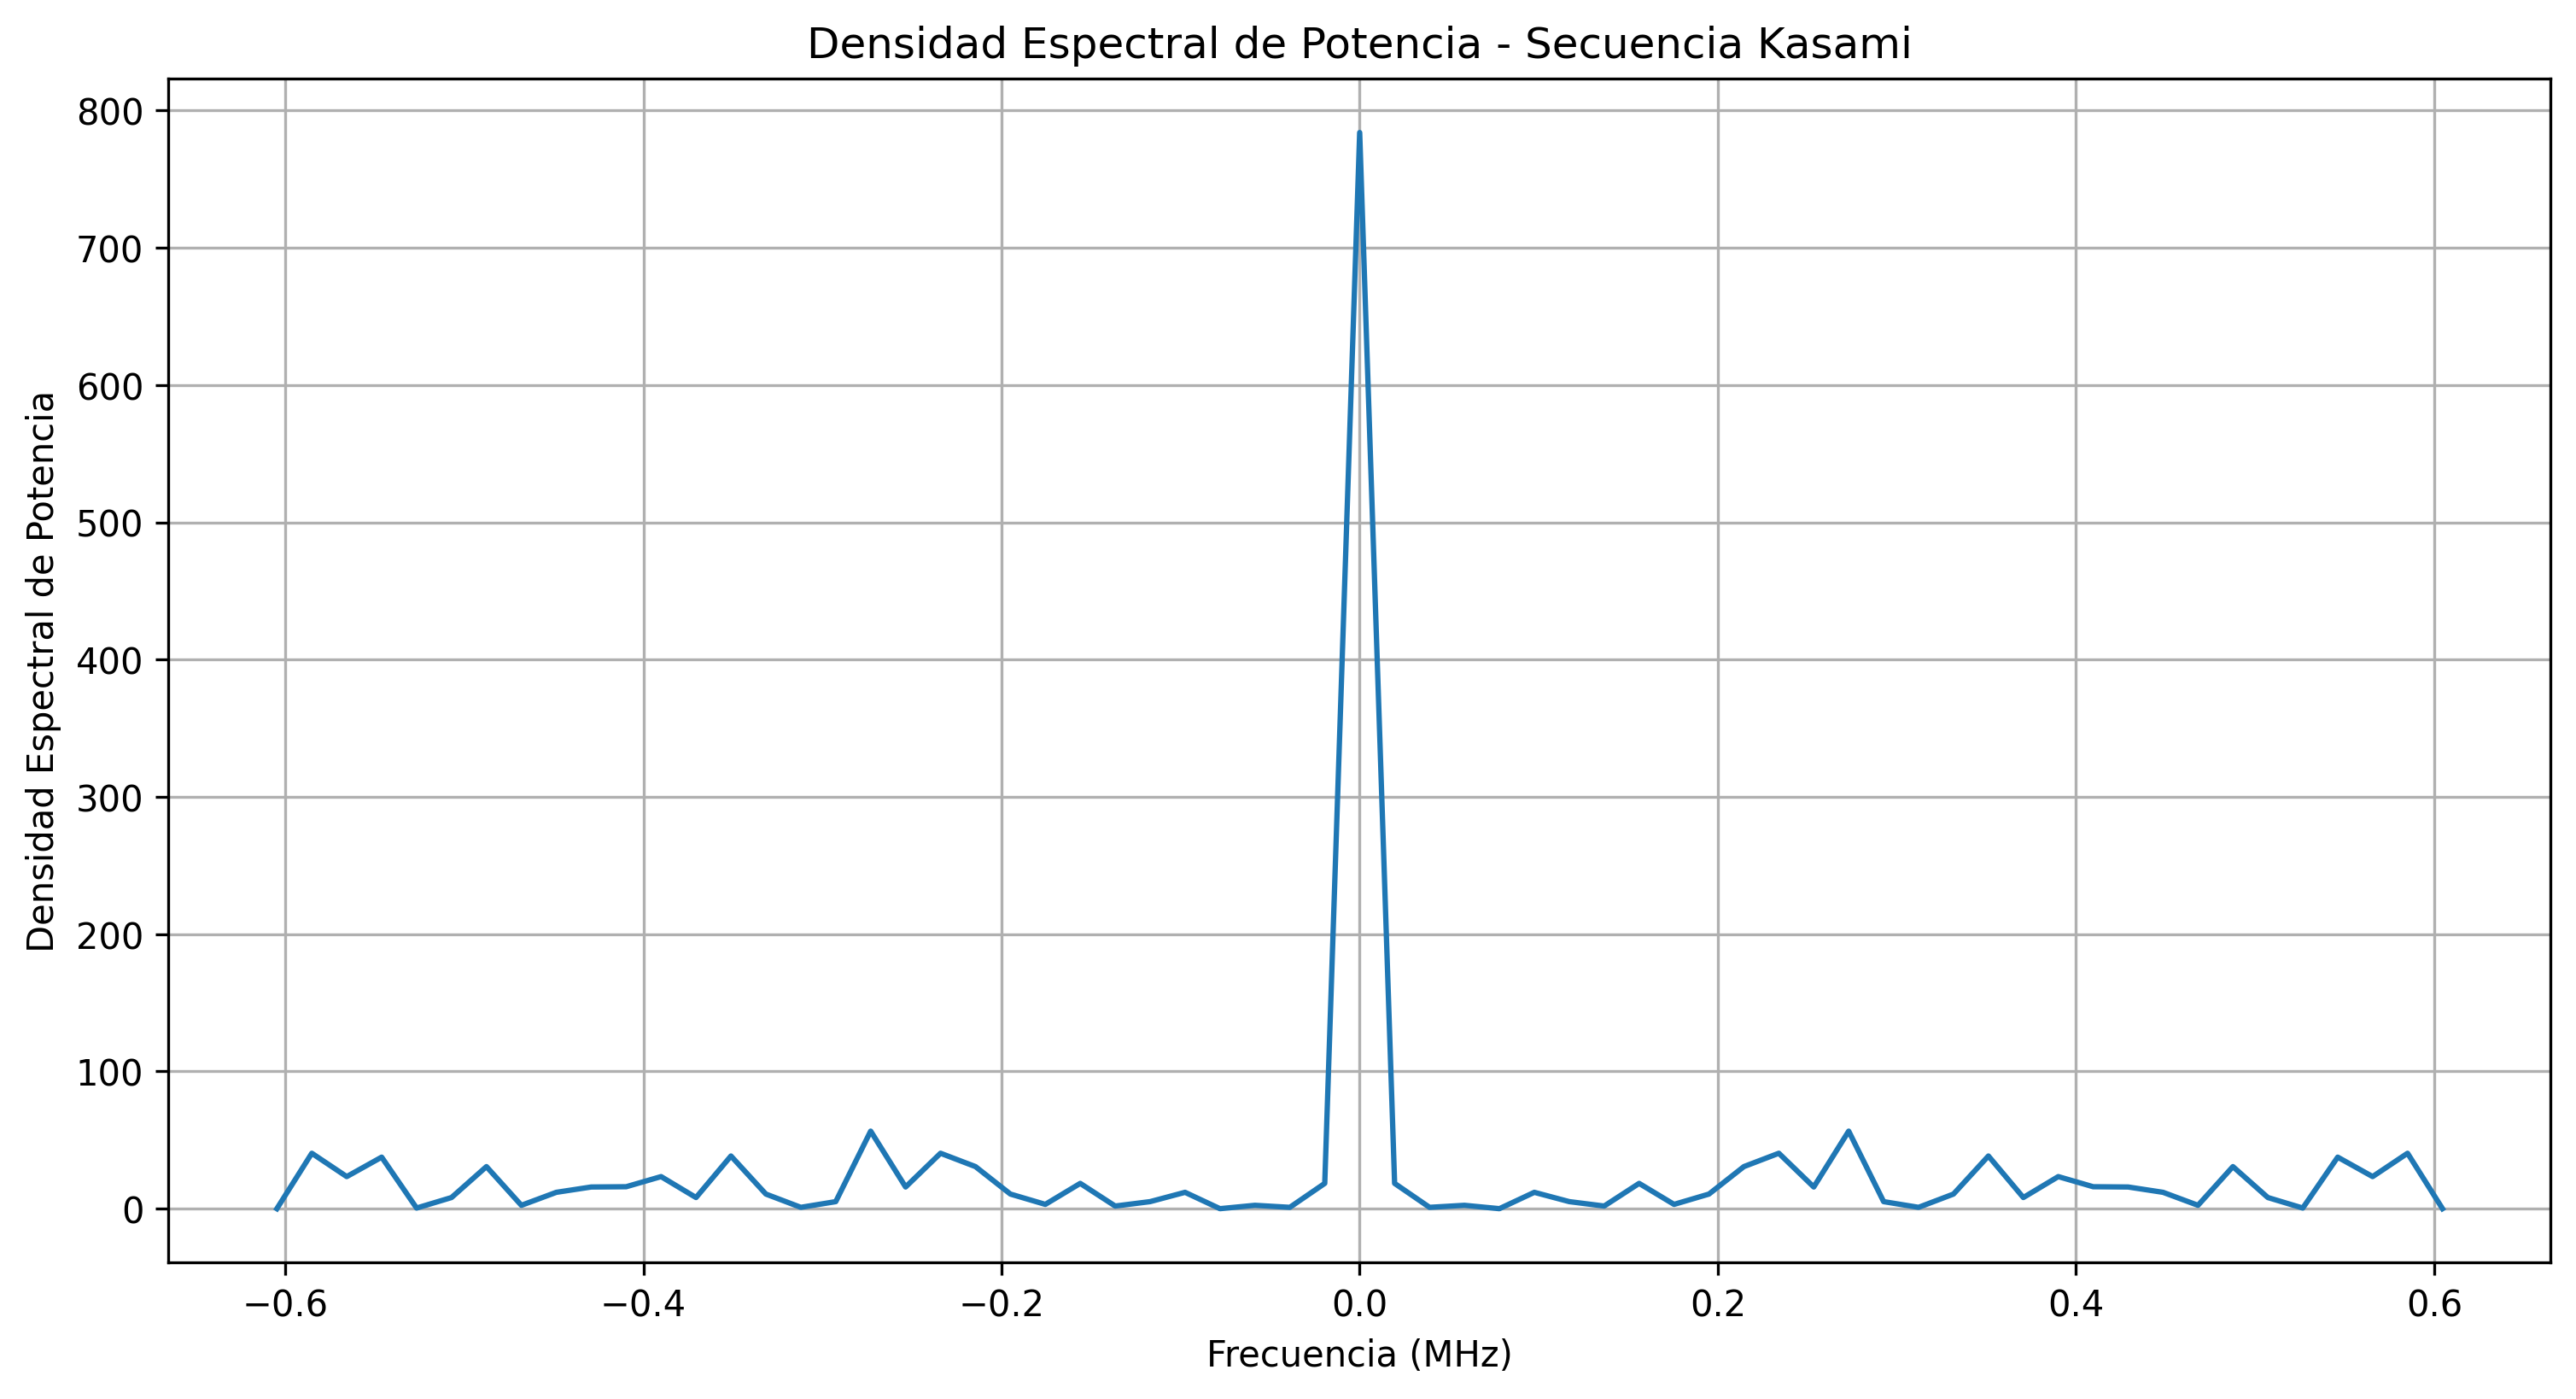 Densidad Espectral de Potencia - Secuencia Kasami
Densidad Espectral de Potencia
800
700
600
500
400
300
200
100
0
−0.6 −0.4 −0.2 0.0 0.2 0.4 0.6
Frecuencia (MHz)